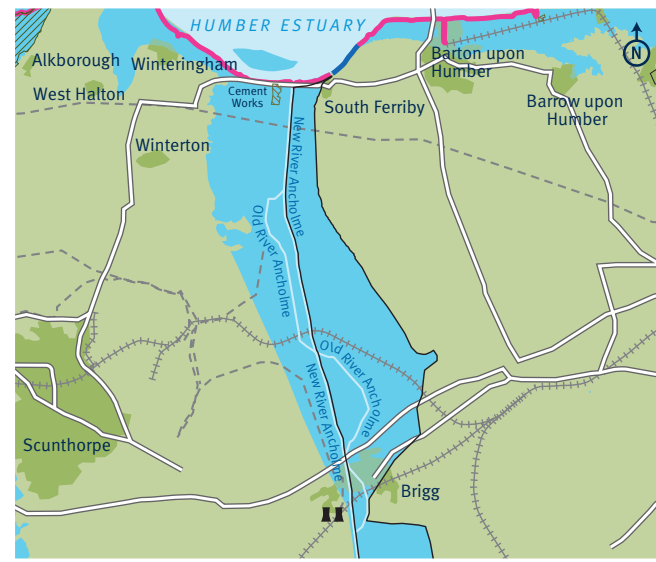 HUMBER ESTUARY
N
Alkborough
Winteringham
Barton upon
Humber
West Halton
Cement
Works
South Ferriby
Barrow upon
Humber
New River Ancholme
Winterton
Old River Ancholme
Old River Ancholme
New River Ancholme
Scunthorpe
Brigg